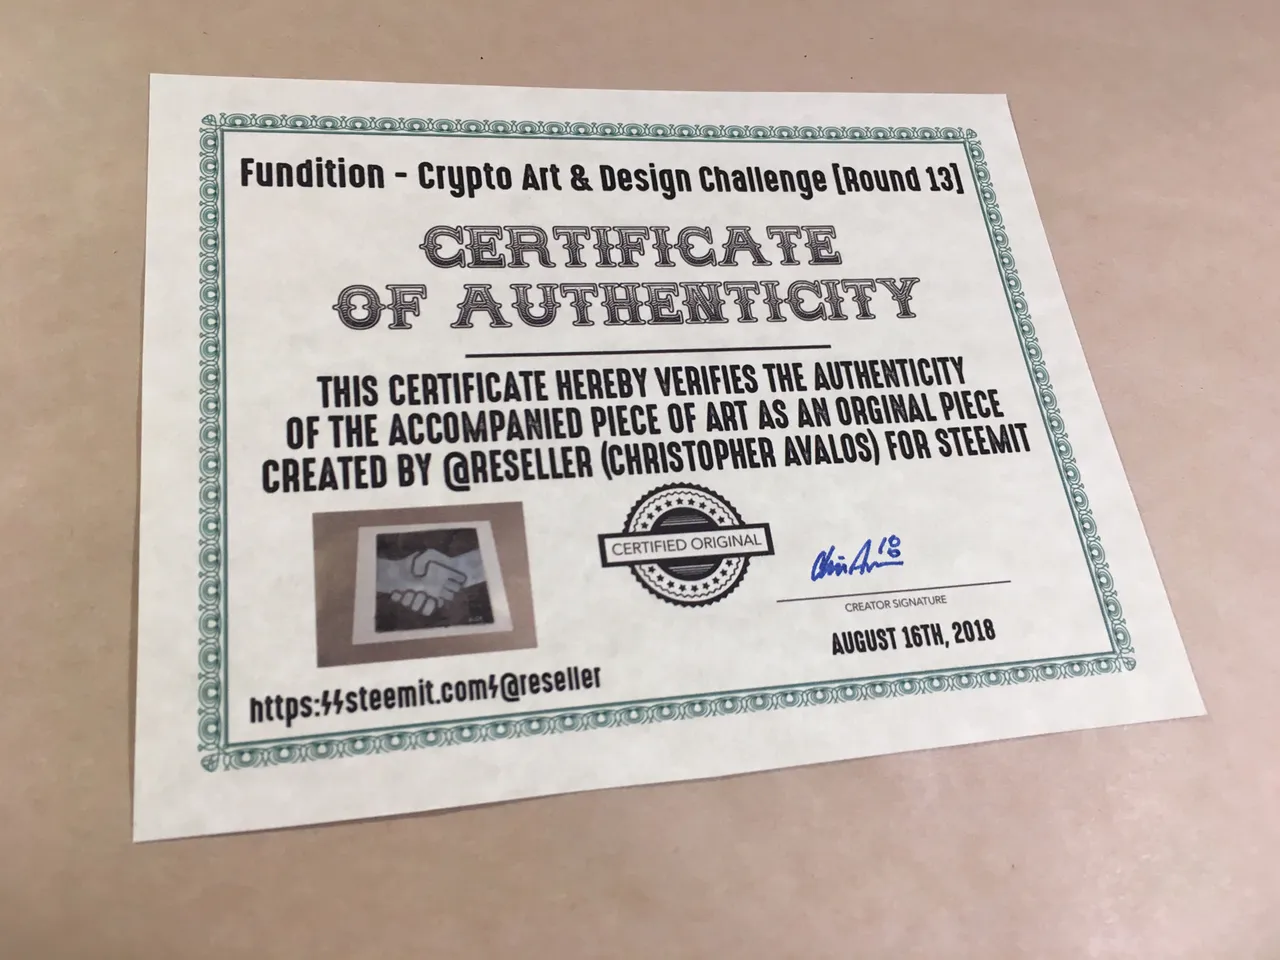 Fundition - Crypto Art & Design Challenge [Round 13]
CERTIFICATE
OF AUTHENTICITY
THIS CERTIFICATE HEREBY VERIFIES THE AUTHENTICITY
OF THE ACCOMPANIED PIECE OF ART AS AN ORGINAL PIECE
CREATED BY @RESELLER (CHRISTOPHER AVALOS) FOR STEEMIT
CERTIFIED ORIGINAL
CREATOR SIGNATURE
AUGUST 16TH, 2018
https:⚡⚡steemit.com⚡@reseller